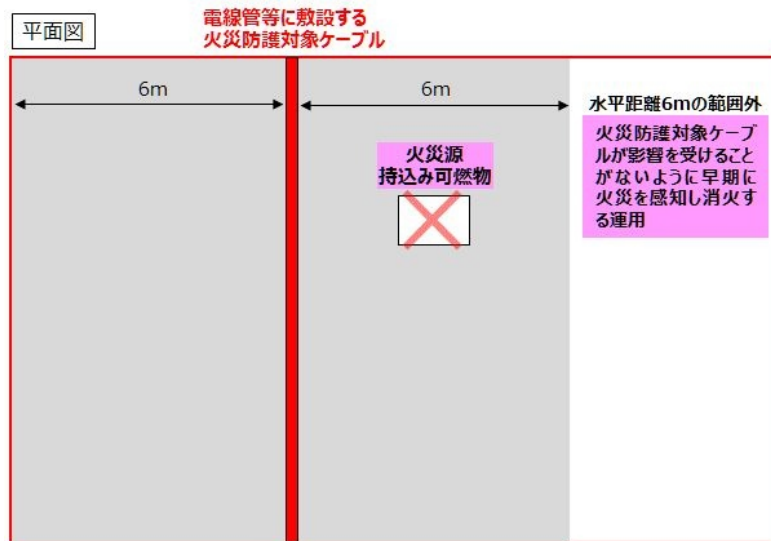 平面図
電線管等に敷設する
火災防護対象ケーブル
6m
6m
水平距離6mの範囲外
火災防護対象ケーブ
ルが影響を受けること
がないように早期に
火災を感知し消火す
る運用
火災源
持込み可燃物